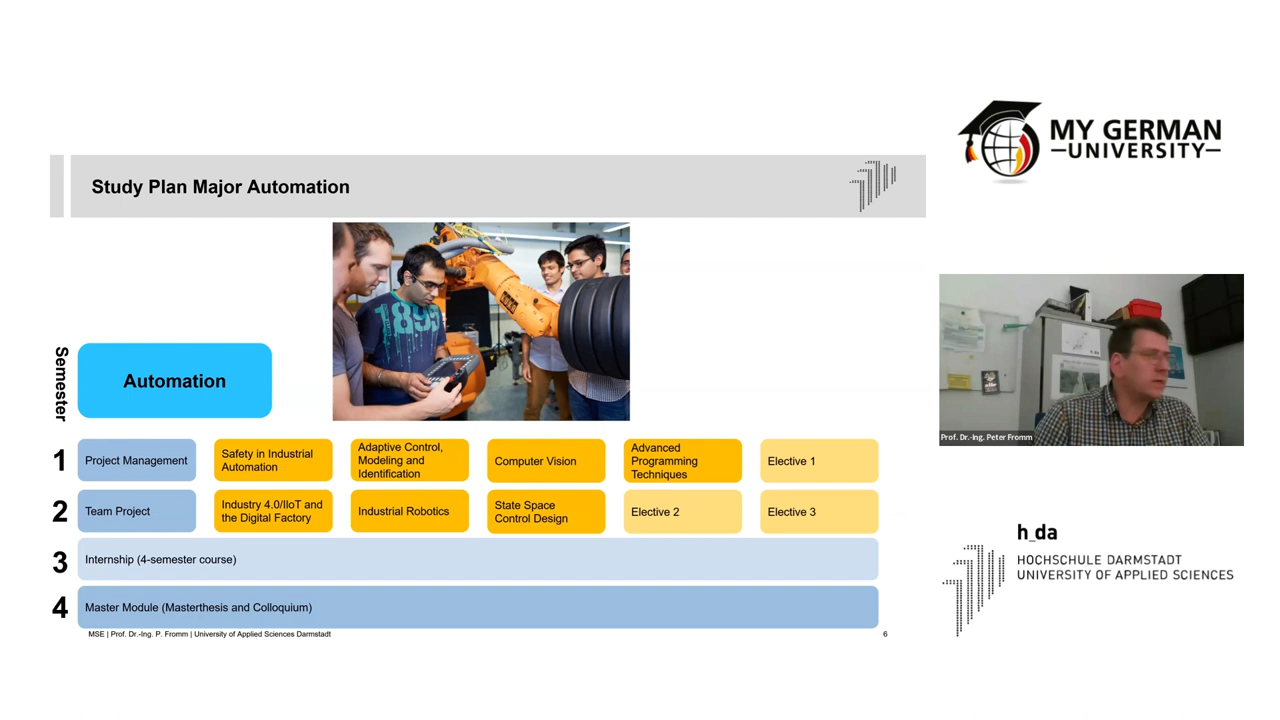 MY GERMAN
UNIVERSITY
Study Plan Major Automation
1893
Semester
Automation
1
Project Management
Safety in Industrial
Automation
Adaptive Control,
Modeling and
Identification
Computer Vision
Advanced
Programming
Techniques
Elective 1
2
Team Project
Industry 4.0/IIoT and
the Digital Factory
Industrial Robotics
State Space
Control Design
Elective 2
Elective 3
3
Internship (4-semester course)
4
Master Module (Masterthesis and Colloquium)
MSE | Prof. Dr.-Ing. P. Fromm | University of Applied Sciences Darmstadt
6
Prof. Dr.-Ing. Peter Fromm
h_da
HOCHSCHULE DARMSTADT
UNIVERSITY OF APPLIED SCIENCES